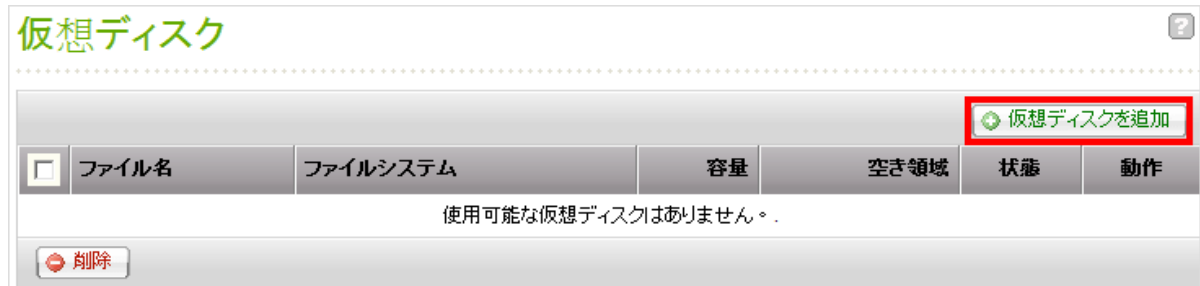 仮想ディスク
?
仮想ディスクを追加
ファイル名 ファイルシステム 容量 空き領域 状態 動作
使用可能な仮想ディスクはありません。.
削除